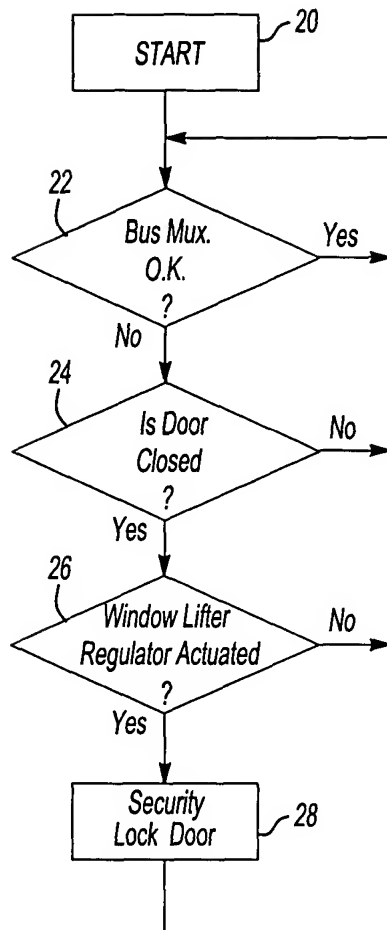 START
20
22
Bus Mux.
O.K.
?
Yes
No
24
Is Door
Closed
?
No
Yes
26
Window Lifter
Regulator Actuated
?
No
Yes
Security
Lock Door
28